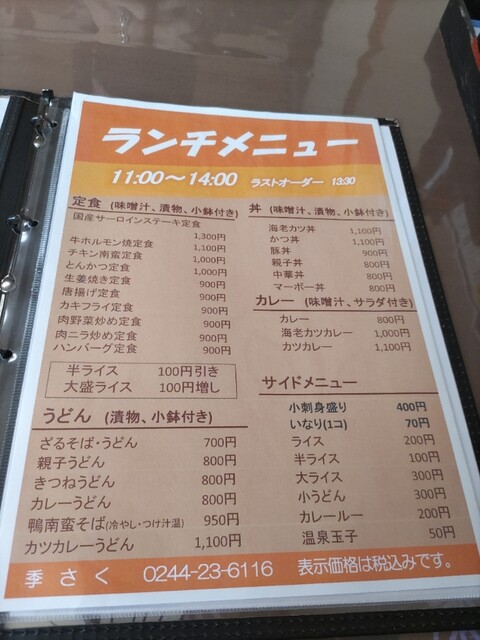 ランチメニュー
11:00～14:00 ラストオーダー 13:30
定食 (味噌汁、漬物、小鉢付き)
国産サーロインステーキ定食
1,300円
牛ホルモン焼定食 1,100円
チキン南蛮定食 1,000円
とんかつ定食 1,000円
生姜焼き定食 900円
唐揚げ定食 900円
カキフライ定食 900円
肉野菜炒め定食 900円
肉ニラ炒め定食 900円
ハンバーグ定食 900円
半ライス 100円引き
大盛ライス 100円増し
うどん (漬物、小鉢付き)
ざるそば・うどん 700円
親子うどん 800円
きつねうどん 800円
カレーうどん 800円
鴨南蛮そば(冷やし・つけ汁温) 950円
カツカレーうどん 1,100円
丼 (味噌汁、漬物、小鉢付き)
海老カツ丼 1,100円
かつ丼 1,100円
豚丼 900円
親子丼 800円
中華丼 800円
マーボー丼 800円
カレー (味噌汁、サラダ付き)
カレー 800円
海老カツカレー 1,000円
カツカレー 1,100円
サイドメニュー
小刺身盛り 400円
いなり(1コ) 70円
ライス 200円
半ライス 100円
大ライス 300円
小うどん 300円
カレールー 200円
温泉玉子 50円
季さく 0244-23-6116 表示価格は税込みです。